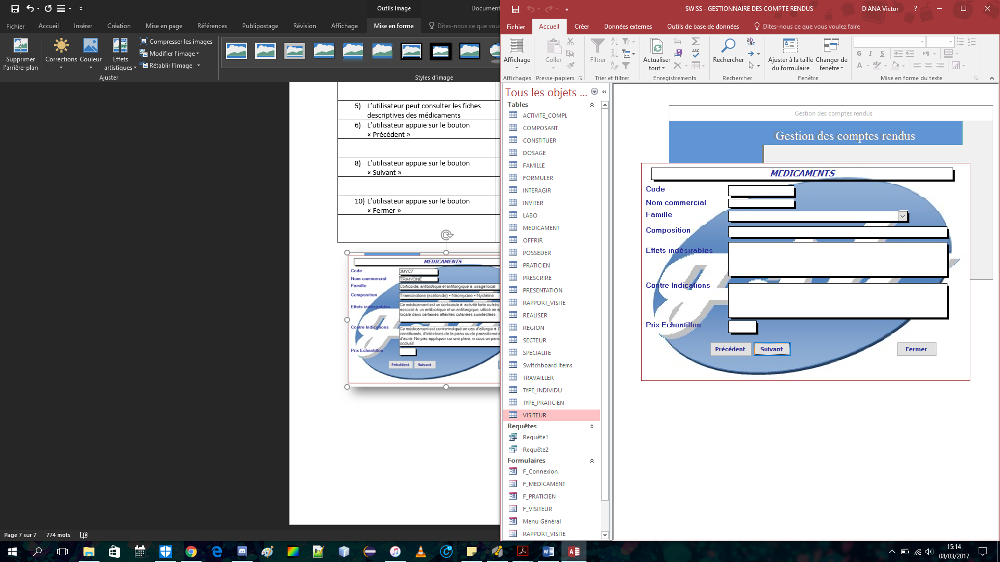 Outils Image
Document
Fichier
Accueil
Insérer
Création
Mise en page
Références
Publipostage
Révision
Affichage
Mise en forme
Dites-nous ce que vous
Supprimer
l'arrière-plan
Corrections
Couleur
Effets
artistiques
Compresser les images
Modifier l'image
Rétablir l'image
Ajuster
Styles d'image
5) L'utilisateur peut consulter les fiches
descriptives des médicaments
6) L'utilisateur appuie sur le bouton
« Précédent »
8) L'utilisateur appuie sur le bouton
« Suivant »
10) L'utilisateur appuie sur le bouton
« Fermer »
MEDICAMENTS
Code
3MYC7
Nom commercial
TRIMYCINE
Famille
Corticoïde, antibiotique et antifongique à usage local
Composition
Triamcinolone (acétonide) + Néomycine + Nystatine
Effets indésirables
Ce médicament est un corticoïde à activité forte ou très
associé à un antibiotique et un antifongique, utilisé en a
locale dans certaines atteintes cutanées surinfectées.
Contre Indications
Ce médicament est contre-indiqué en cas d'allergie à l'
constituants, d'infections de la peau ou de parasitisme
d'acné. Ne pas appliquer sur une plaie, ni sous un pans
occlusif.
Prix Echantillon
Précédent
Suivant
Page 7 sur 7
774 mots
SWISS - GESTIONNAIRE DES COMPTE RENDUS
DIANA Victor
?
Fichier
Accueil
Créer
Données externes
Outils de base de données
Dites-nous ce que vous voulez faire
Affichage
Affichages
Coller
Presse-papiers
Filtrer
Trier et filtrer
Actualiser
tout
Enregistrements
Rechercher
Rechercher
Ajuster à la taille
du formulaire
Changer de
fenêtre
Fenêtre
G I S
Mise en forme du texte
Tous les objets ...
Tables
ACTIVITE_COMPL
COMPOSANT
CONSTITUER
DOSAGE
FAMILLE
FORMULER
INTERAGIR
INVITER
LABO
MEDICAMENT
OFFRIR
POSSEDER
PRATICIEN
PRESCRIRE
PRESENTATION
RAPPORT_VISITE
REALISER
REGION
SECTEUR
SPECIALITE
Switchboard Items
TRAVAILLER
TYPE_INDIVIDU
TYPE_PRATICIEN
VISITEUR
Requêtes
Requête1
Requête2
Formulaires
F_Connexion
F_MEDICAMENT
F_PRATICIEN
F_VISITEUR
Menu Général
RAPPORT_VISITE
Gestion des comptes rendus
Gestion des comptes rendus
MEDICAMENTS
Code
Nom commercial
Famille
Composition
Effets indésirables
Contre Indications
Prix Echantillon
Précédent
Suivant
Fermer
15:14
08/03/2017